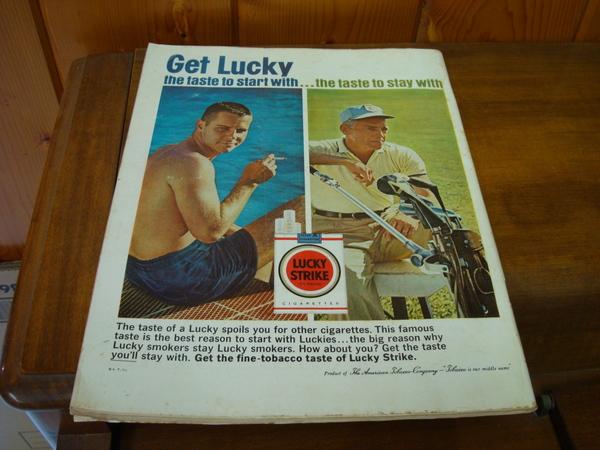 Get Lucky
the taste to start with...the taste to stay with
LUCKY
STRIKE
CIGARETTES
The taste of a Lucky spoils you for other cigarettes. This famous
taste is the best reason to start with Luckies...the big reason why
Lucky smokers stay Lucky smokers. How about you? Get the taste
you'll stay with. Get the fine-tobacco taste of Lucky Strike.
Product of The American Tobacco Company—"Tobacco is our middle name"